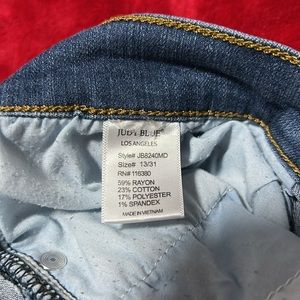 JUDY BLUE
LOS ANGELES
Style# JB8240MD
Size# 13/31
RN# 116380
59% RAYON
23% COTTON
17% POLYESTER
1% SPANDEX
MADE IN VIETNAM